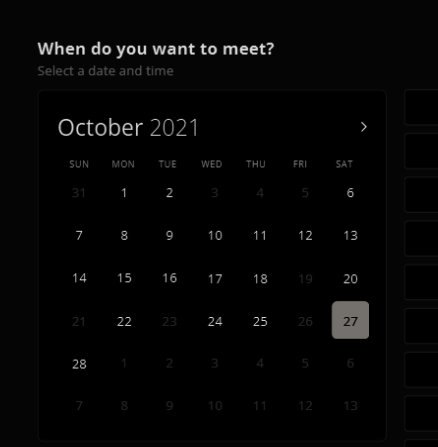 When do you want to meet?
Select a date and time
October 2021
SUN MON TUE WED THU FRI SAT
31 1 2 3 4 5 6
7 8 9 10 11 12 13
14 15 16 17 18 19 20
21 22 23 24 25 26 27
28 1 2 3 4 5 6
7 8 9 10 11 12 13